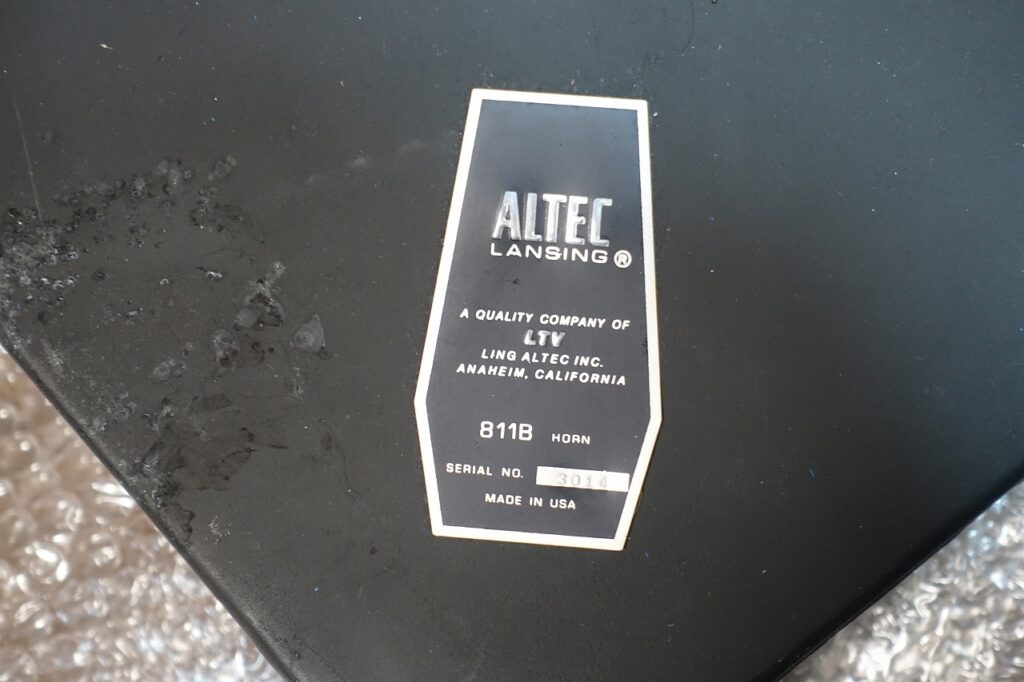 ALTEC
LANSING®
A QUALITY COMPANY OF
LTV
LING ALTEC INC.
ANAHEIM, CALIFORNIA
811B HORN
SERIAL NO. 3014
MADE IN USA